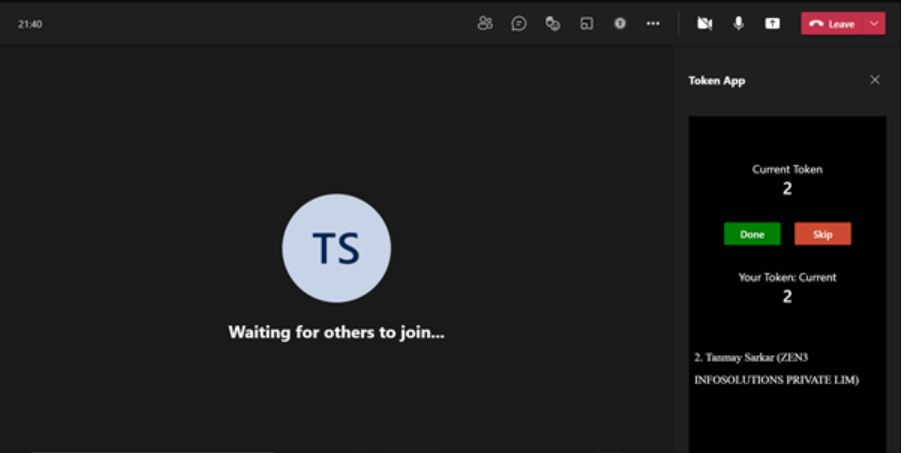 21:40
Leave
Token App
Current Token
2
Done Skip
Your Token: Current
2
TS
Waiting for others to join...
2. Tanmay Sarkar (ZEN3
INFOSOLUTIONS PRIVATE LIM)